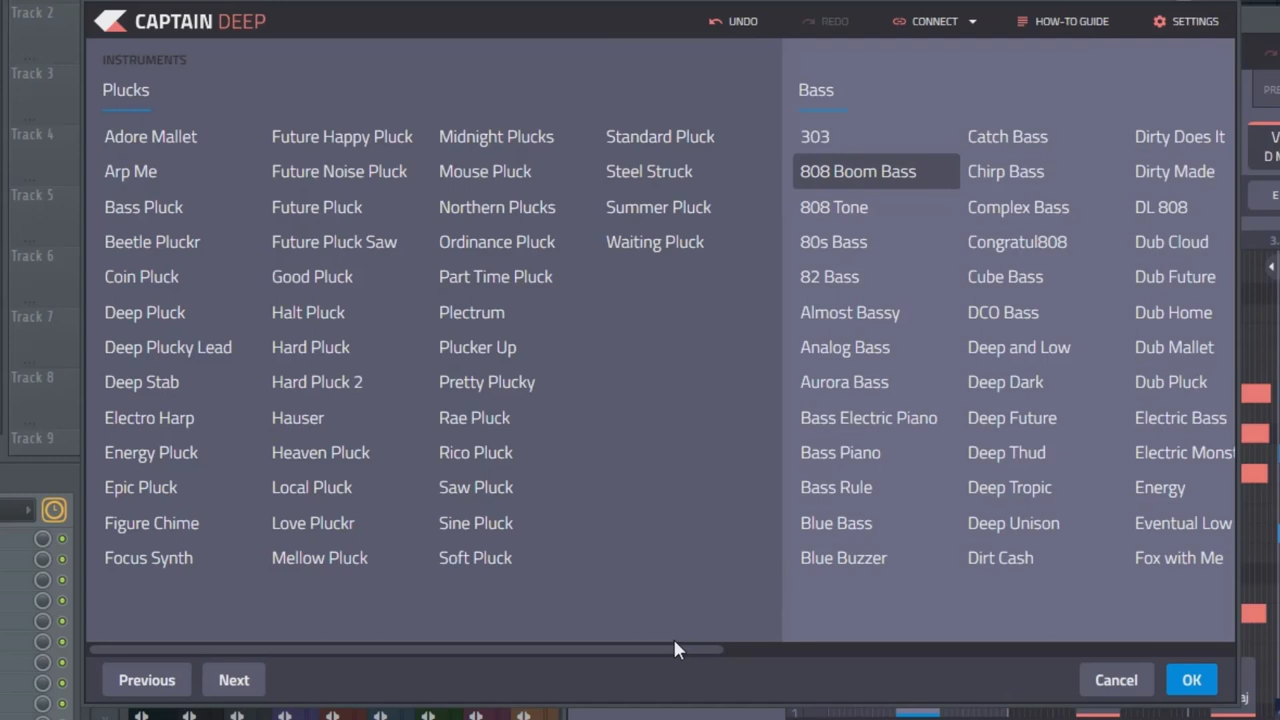 Track 2
Track 3
Track 4
Track 5
Track 6
Track 7
Track 8
Track 9
CAPTAIN DEEP
UNDO
REDO
CONNECT
HOW-TO GUIDE
SETTINGS
INSTRUMENTS
Plucks
Adore Mallet
Arp Me
Bass Pluck
Beetle Pluckr
Coin Pluck
Deep Pluck
Deep Plucky Lead
Deep Stab
Electro Harp
Energy Pluck
Epic Pluck
Figure Chime
Focus Synth
Future Happy Pluck
Future Noise Pluck
Future Pluck
Future Pluck Saw
Good Pluck
Halt Pluck
Hard Pluck
Hard Pluck 2
Hauser
Heaven Pluck
Local Pluck
Love Pluckr
Mellow Pluck
Midnight Plucks
Mouse Pluck
Northern Plucks
Ordinance Pluck
Part Time Pluck
Plectrum
Plucker Up
Pretty Plucky
Rae Pluck
Rico Pluck
Saw Pluck
Sine Pluck
Soft Pluck
Standard Pluck
Steel Struck
Summer Pluck
Waiting Pluck
Bass
303
808 Boom Bass
808 Tone
80s Bass
82 Bass
Almost Bassy
Analog Bass
Aurora Bass
Bass Electric Piano
Bass Piano
Bass Rule
Blue Bass
Blue Buzzer
Catch Bass
Chirp Bass
Complex Bass
Congratul808
Cube Bass
DCO Bass
Deep and Low
Deep Dark
Deep Future
Deep Thud
Deep Tropic
Deep Unison
Dirt Cash
Dirty Does It
Dirty Made
DL 808
Dub Cloud
Dub Future
Dub Home
Dub Mallet
Dub Pluck
Electric Bass
Electric Monst
Energy
Eventual Low
Fox with Me
Previous
Next
Cancel
OK
PRE
V
D M
E
3
1
aj